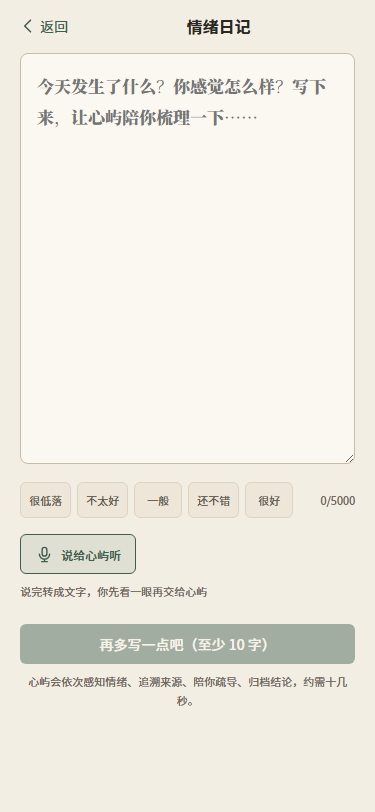 返回
情绪日记
今天发生了什么？你感觉怎么样？写下
来，让心屿陪你梳理一下……
很低落
不太好
一般
还不错
很好
0/5000
说给心屿听
说完转成文字，你先看一眼再交给心屿
再多写一点吧（至少 10 字）
心屿会依次感知情绪、追溯来源、陪你疏导、归档结论，约需十几
秒。